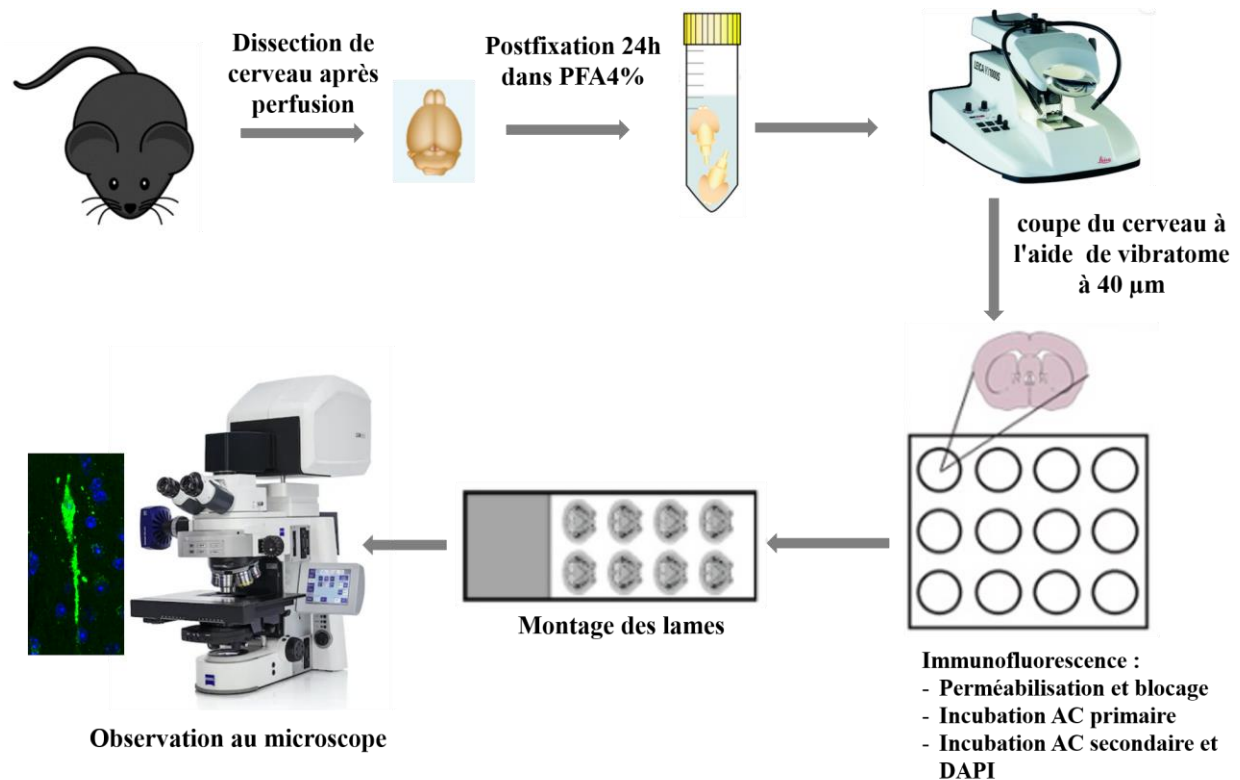 Dissection de
cerveau après
perfusion
Postfixation 24h
dans PFA4%
coupe du cerveau à
l'aide  de vibratome
à 40 µm
Immunofluorescence :
- Perméabilisation et blocage
- Incubation AC primaire
- Incubation AC secondaire et
DAPI
Montage des lames
Observation au microscope